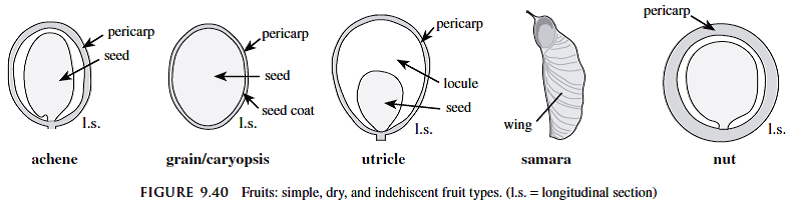 pericarp
seed
l.s.
achene
pericarp
seed
seed coat
l.s.
grain/caryopsis
pericarp
locule
seed
l.s.
utricle
wing
samara
pericarp
l.s.
nut
FIGURE 9.40 Fruits: simple, dry, and indehiscent fruit types. (l.s. = longitudinal section)